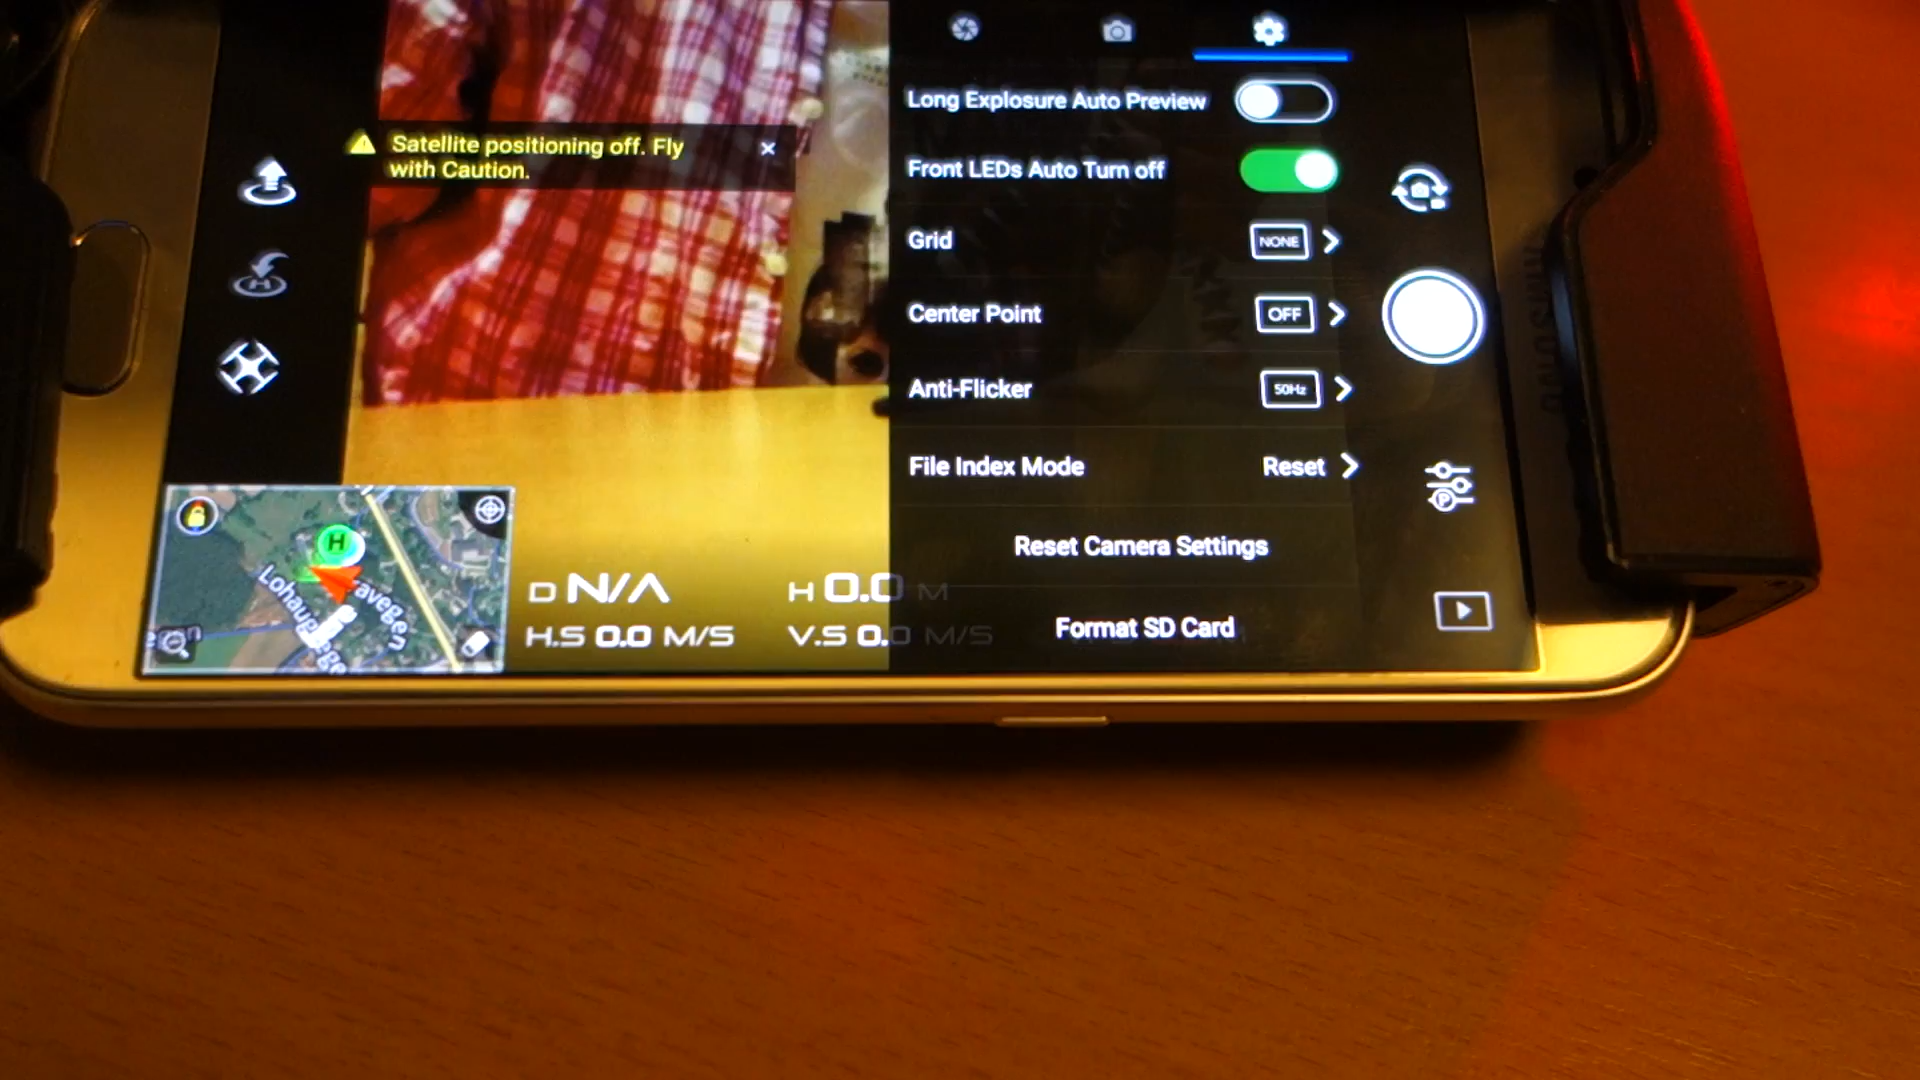 Long Explosure Auto Preview
Satellite positioning off. Fly
with Caution.
Front LEDs Auto Turn off
Grid
NONE
Center Point
OFF
Anti-Flicker
50Hz
File Index Mode
Reset
Reset Camera Settings
Format SD Card
D N/A
H 0.0 M
H.S 0.0 M/S
V.S 0.0 M/S
H
P
SAMSUNG